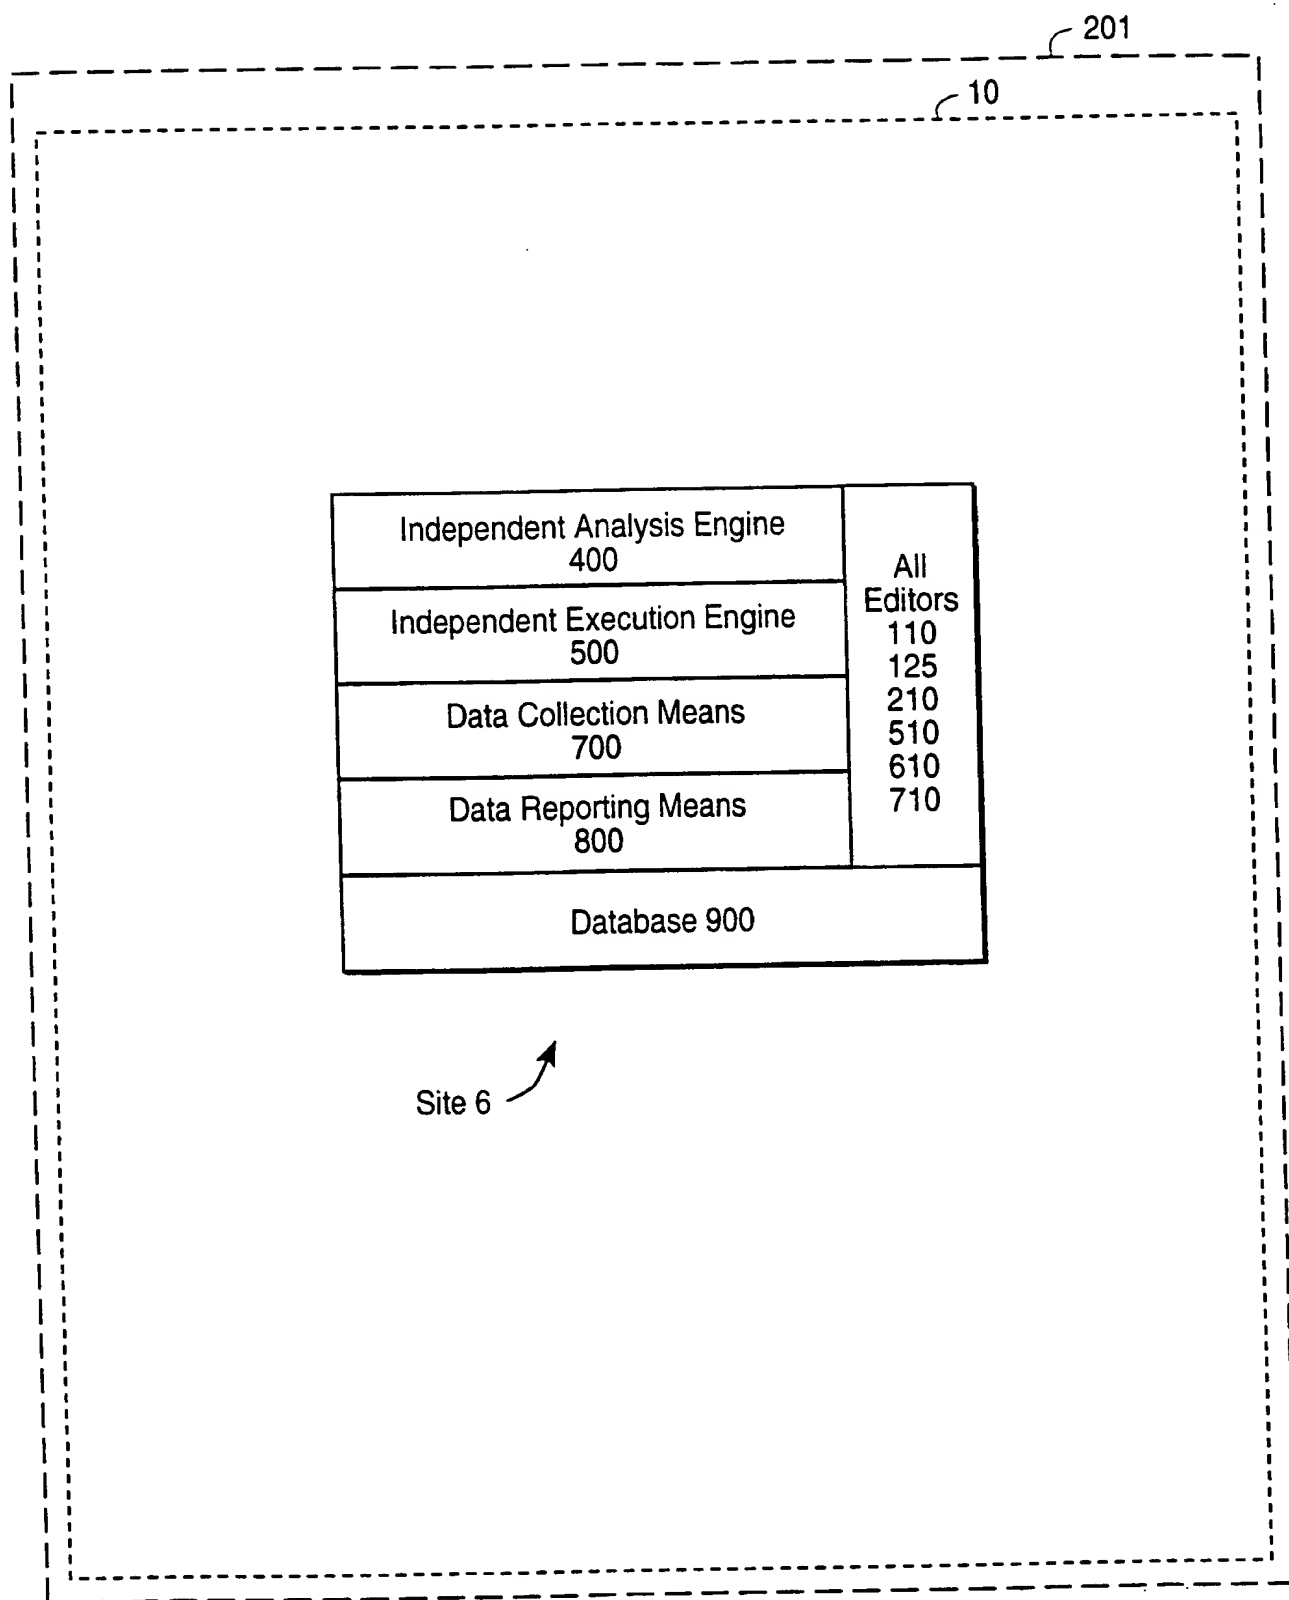 201
10
Independent Analysis Engine
400
Independent Execution Engine
500
Data Collection Means
700
Data Reporting Means
800
All
Editors
110
125
210
510
610
710
Database 900
Site 6